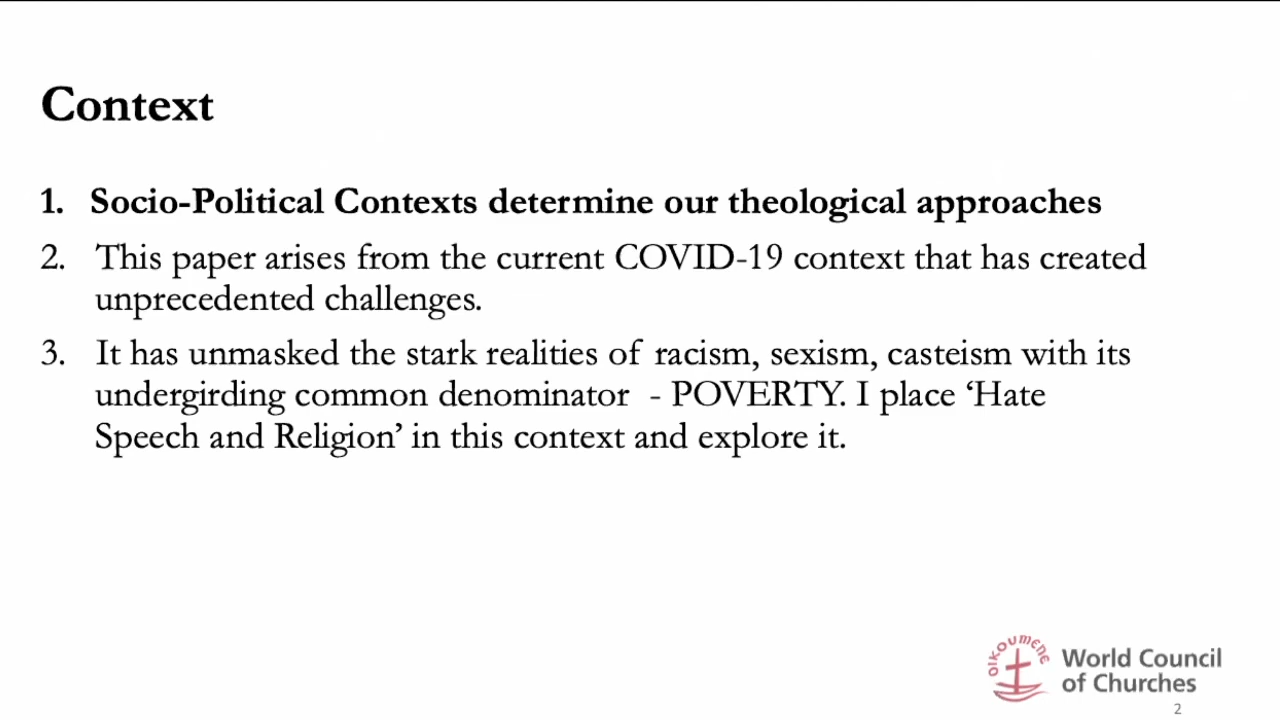 Context
1. Socio-Political Contexts determine our theological approaches
2. This paper arises from the current COVID-19 context that has created
unprecedented challenges.
3. It has unmasked the stark realities of racism, sexism, casteism with its
undergirding common denominator - POVERTY. I place ‘Hate
Speech and Religion’ in this context and explore it.
OIKOUMENE
World Council
of Churches
2